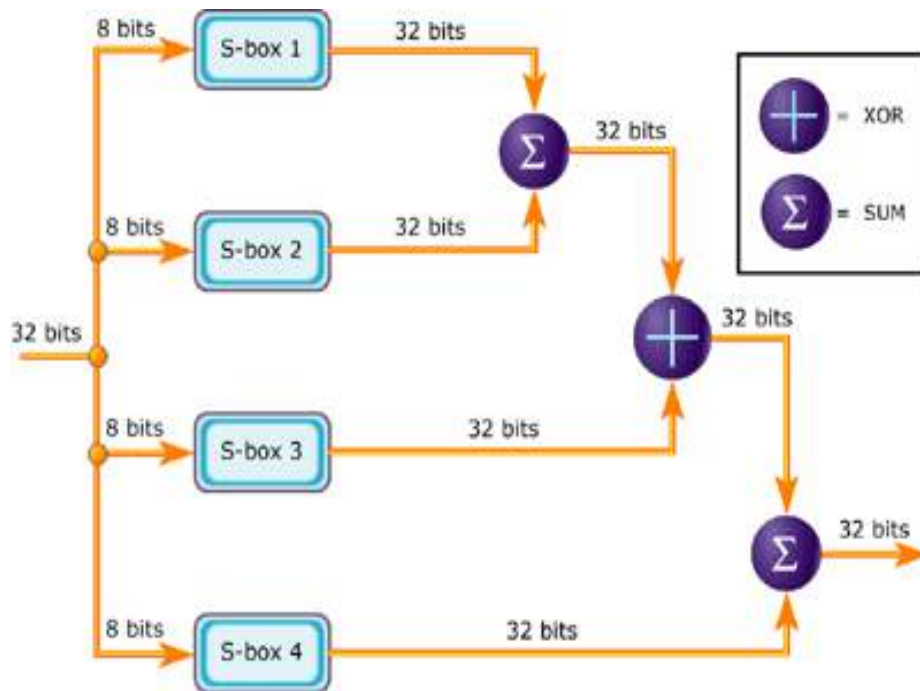 8 bits
S-box 1
32 bits
Σ
32 bits
= XOR
= SUM
Σ
8 bits
S-box 2
32 bits
32 bits
32 bits
8 bits
S-box 3
32 bits
Σ
32 bits
8 bits
S-box 4
32 bits